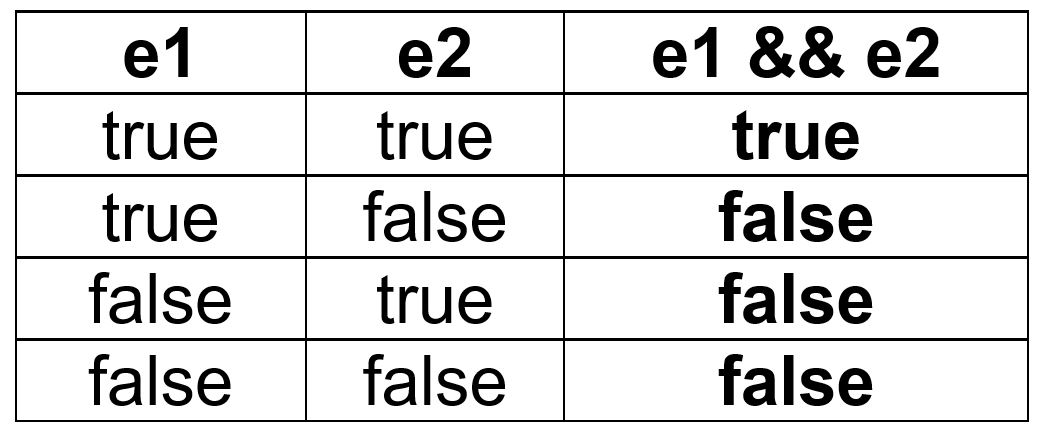 e1 e2 e1 && e2
true true true
true false false
false true false
false false false